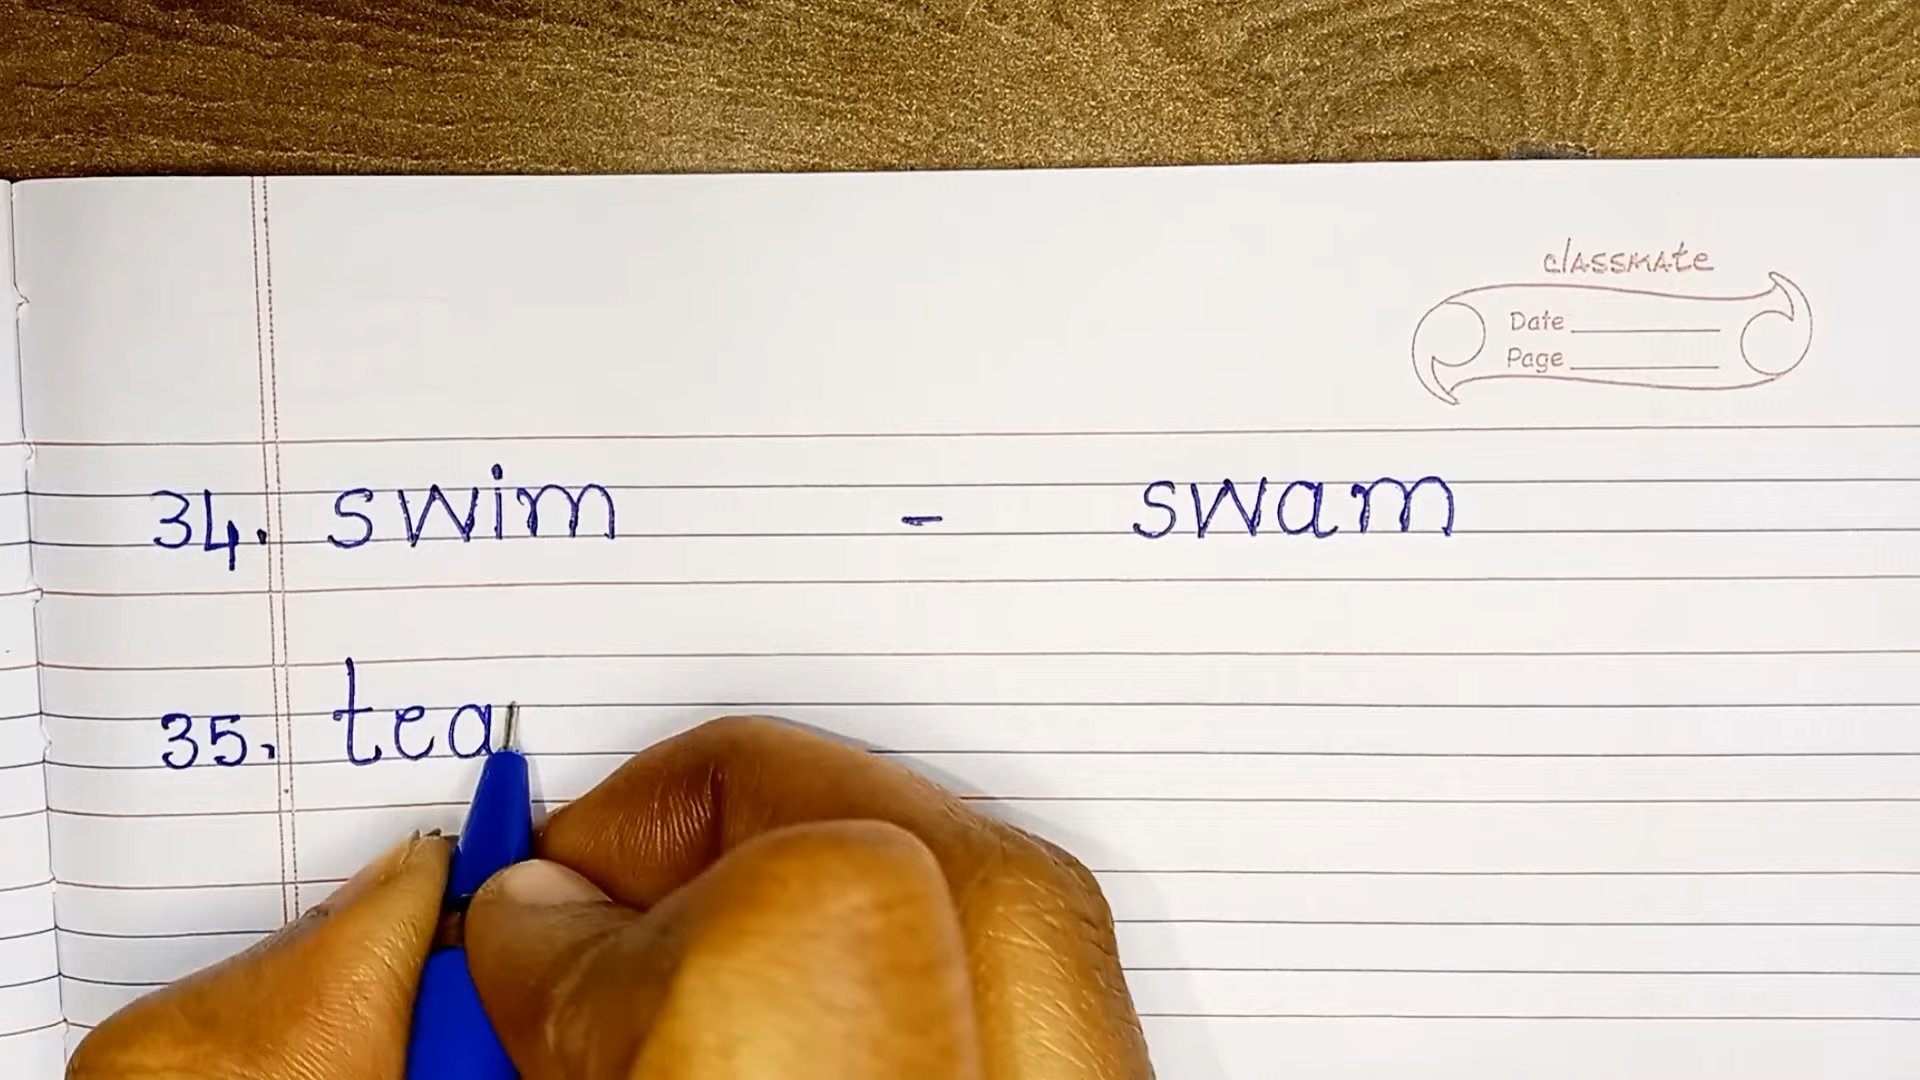 classmate
Date
Page
34. swim - swam
35. tea